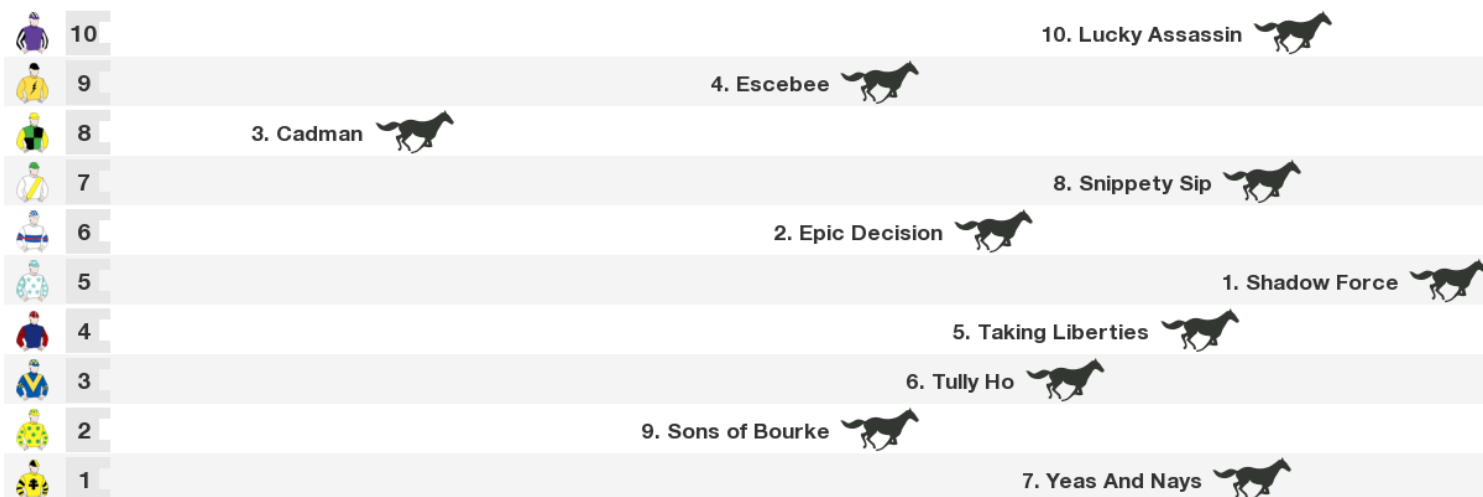 10 10. Lucky Assassin
9 4. Escebee
8 3. Cadman
7 8. Snippety Sip
6 2. Epic Decision
5 1. Shadow Force
4 5. Taking Liberties
3 6. Tully Ho
2 9. Sons of Bourke
1 7. Yeas And Nays